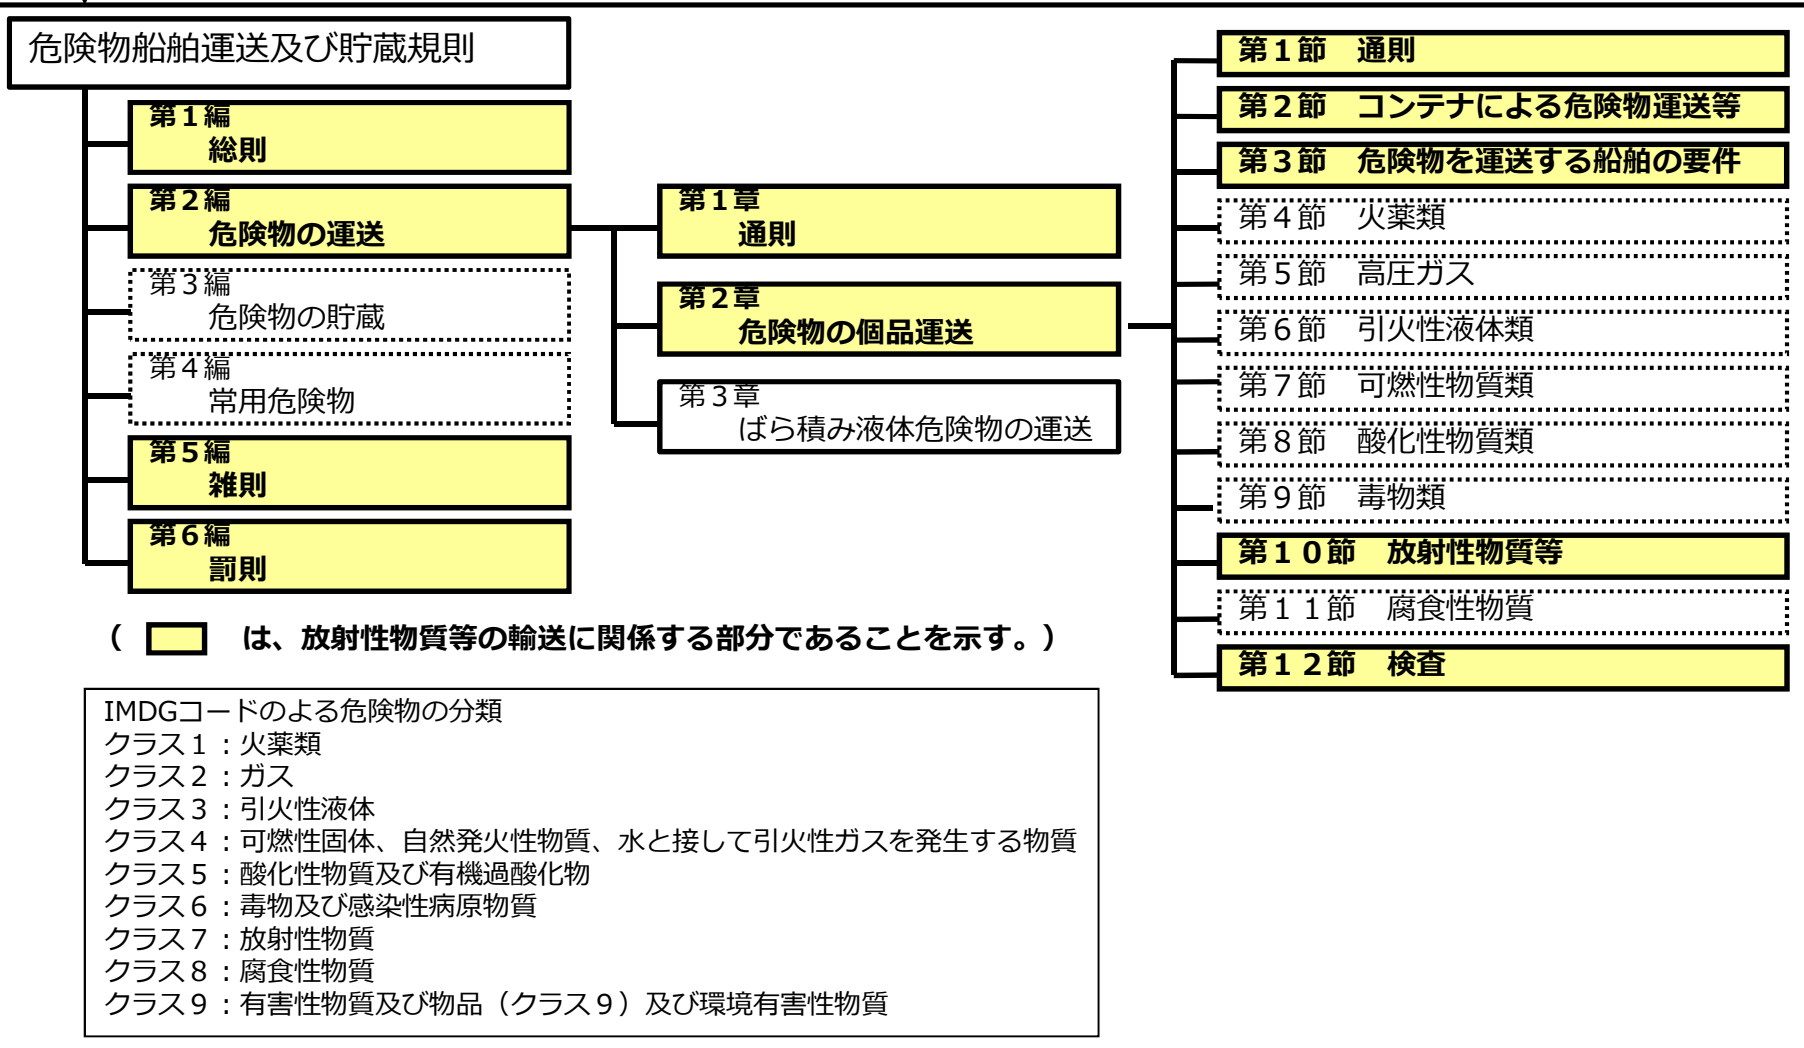 危険物船舶運送及び貯蔵規則
第1編
総則
第2編
危険物の運送
第3編
危険物の貯蔵
第4編
常用危険物
第5編
雑則
第6編
罰則
第1章
通則
第2章
危険物の個品運送
第3章
ばら積み液体危険物の運送
第1節　通則
第2節　コンテナによる危険物運送等
第3節　危険物を運送する船舶の要件
第4節　火薬類
第5節　高圧ガス
第6節　引火性液体類
第7節　可燃性物質類
第8節　酸化性物質類
第9節　毒物類
第10節　放射性物質等
第11節　腐食性物質
第12節　検査
（　　は、放射性物質等の輸送に関係する部分であることを示す。）
IMDGコードのよる危険物の分類
クラス1：火薬類
クラス2：ガス
クラス3：引火性液体
クラス4：可燃性固体、自然発火性物質、水と接して引火性ガスを発生する物質
クラス5：酸化性物質及び有機過酸化物
クラス6：毒物及び感染性病原物質
クラス7：放射性物質
クラス8：腐食性物質
クラス9：有害性物質及び物品（クラス9）及び環境有害性物質